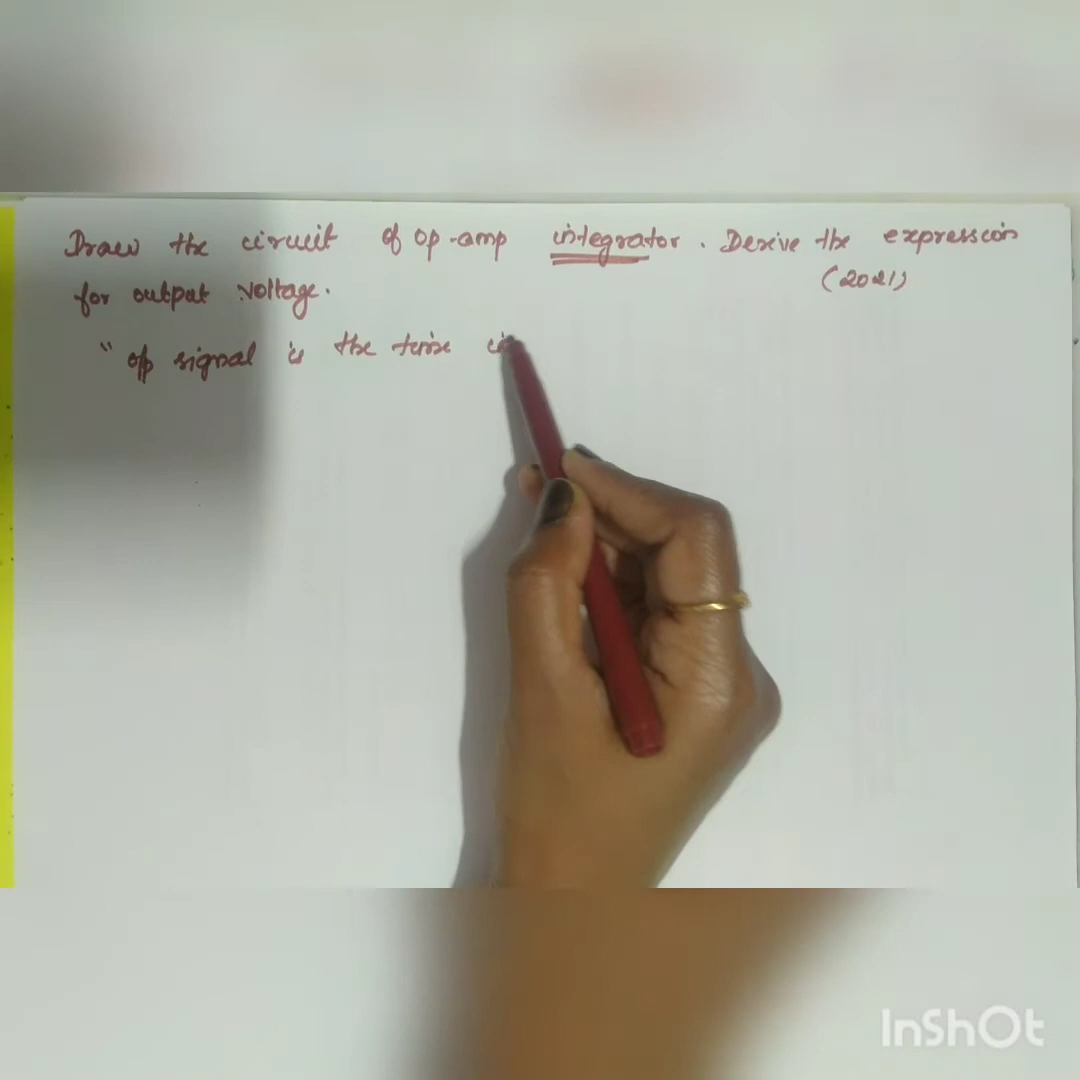 Draw the circuit of op-amp integrator. Derive the expression
(2021)
for output voltage.
" o/p signal is the time i
InShOt